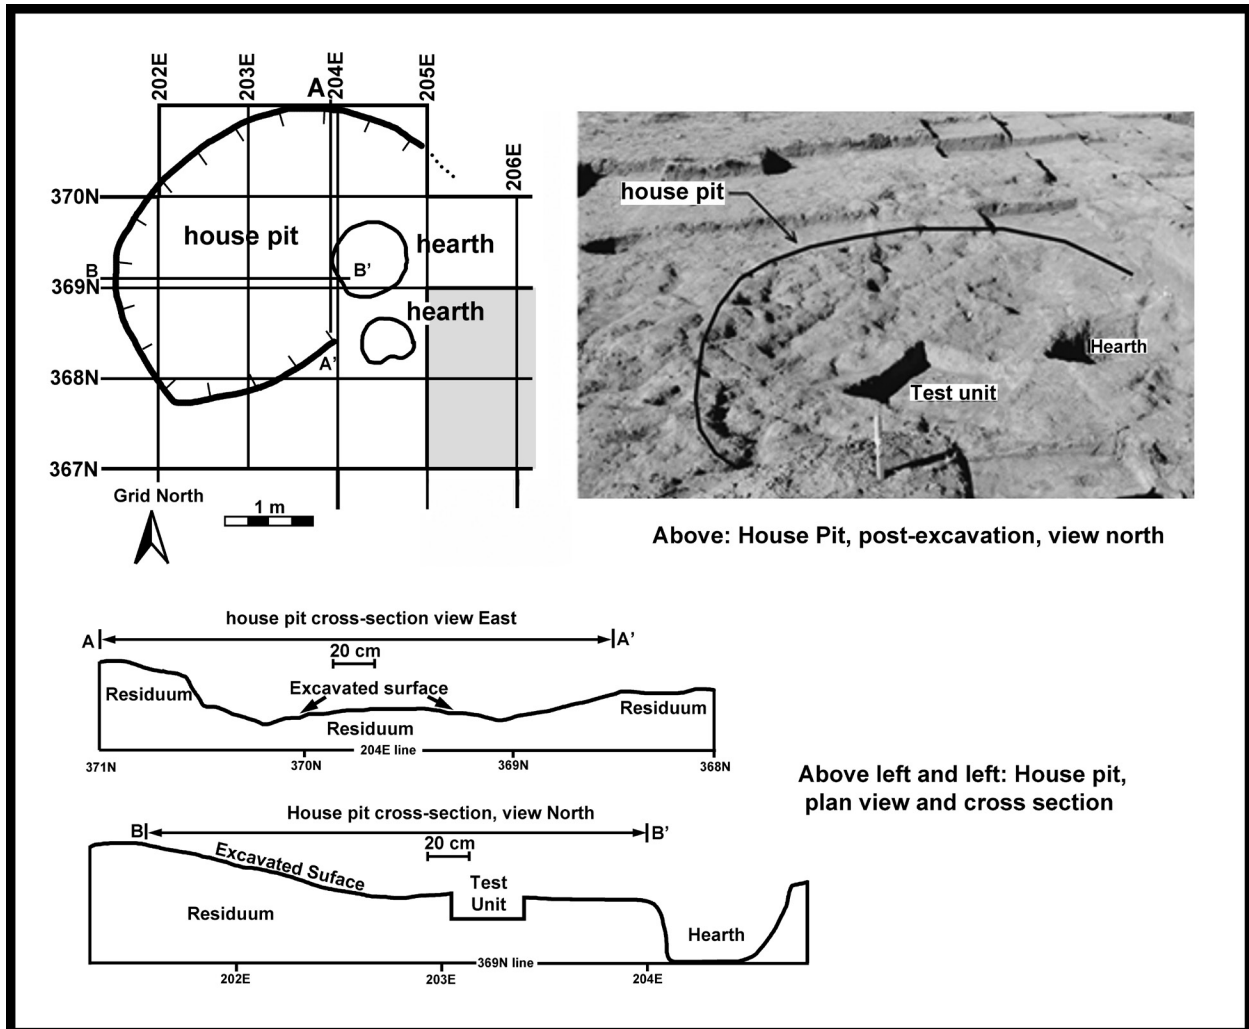 202E
203E
204E
205E
206E
A
370N
house pit
hearth
B
B'
369N
hearth
A'
368N
367N
Grid North
1 m
house pit
Hearth
Test unit
Above: House Pit, post-excavation, view north
house pit cross-section view East
A
A'
20 cm
Residuum
Excavated surface
Residuum
Residuum
204E line
371N
370N
369N
368N
Above left and left: House pit,
plan view and cross section
House pit cross-section, view North
B
B'
20 cm
Excavated Suface
Test
Unit
Residuum
Hearth
369N line
202E
203E
204E